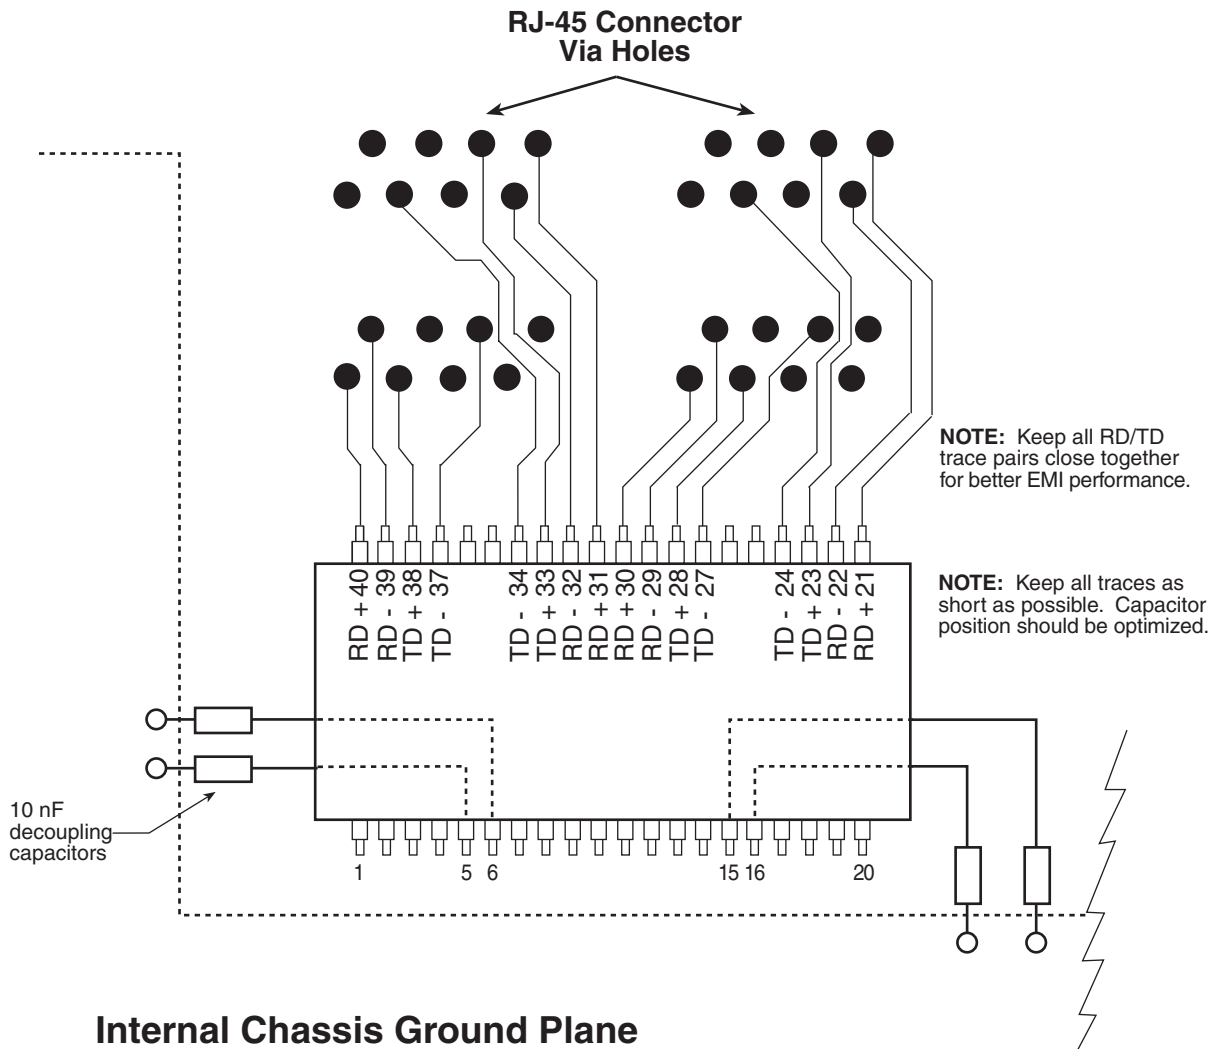 RJ-45 Connector
Via Holes
NOTE: Keep all RD/TD
trace pairs close together
for better EMI performance.
RD + 40
RD - 39
TD + 38
TD - 37
TD - 34
TD + 33
RD - 32
RD + 31
RD + 30
RD - 29
TD + 28
TD - 27
TD - 24
TD + 23
RD - 22
RD + 21
NOTE: Keep all traces as
short as possible. Capacitor
position should be optimized.
10 nF
decoupling
capacitors
1 5 6 15 16 20
Internal Chassis Ground Plane